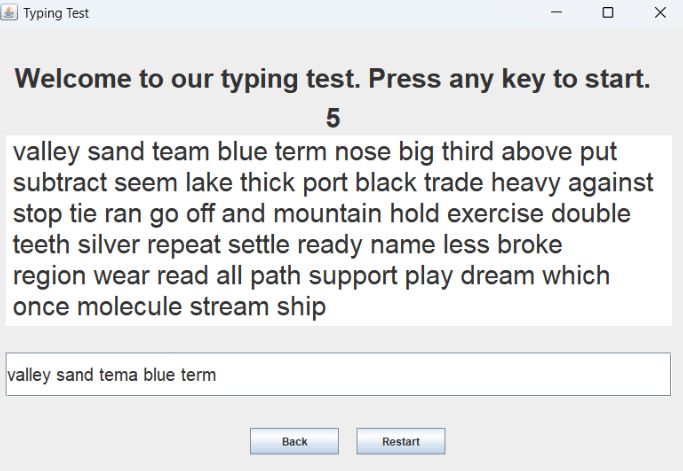 Typing Test
Welcome to our typing test. Press any key to start.
5
valley sand team blue term nose big third above put
subtract seem lake thick port black trade heavy against
stop tie ran go off and mountain hold exercise double
teeth silver repeat settle ready name less broke
region wear read all path support play dream which
once molecule stream ship
valley sand tema blue term
Back Restart